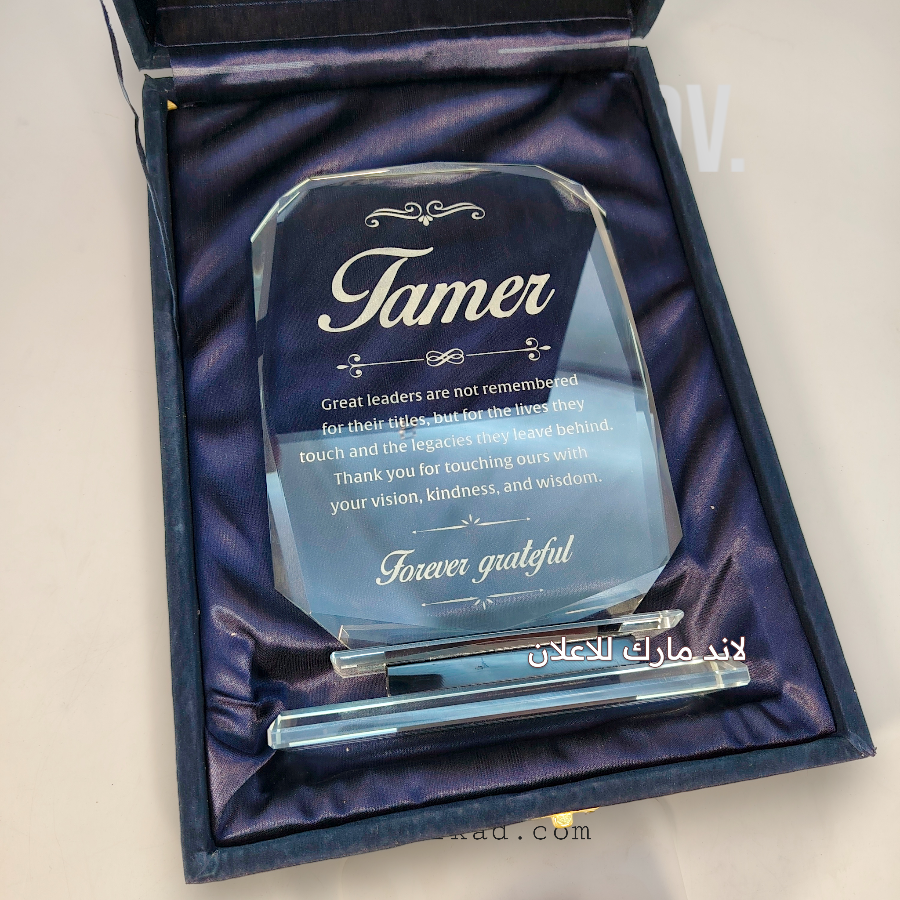 Tamer
Great leaders are not remembered
for their titles, but for the lives they
touch and the legacies they leave behind.
Thank you for touching ours with
your vision, kindness, and wisdom.
Forever grateful
لاند مارك للاعلان